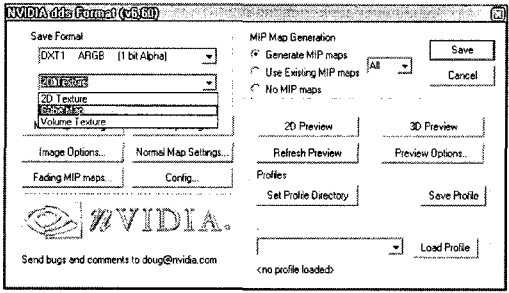 NVIDIA dds Format (v6.60)
Save Format
DXT1 ARGB (1 bit Alpha)
2D Texture
2D Texture
Cube Map
Volume Texture
Image Options...
Normal Map Settings...
Fading MIP maps...
Config...
NVIDIA.
Send bugs and comments to doug@nvidia.com
MIP Map Generation
Generate MIP maps
Use Existing MIP maps
No MIP maps
All
Save
Cancel
2D Preview
3D Preview
Refresh Preview
Preview Options..
Profiles
Set Profile Directory
Save Profile
Load Profile
<no profile loaded>